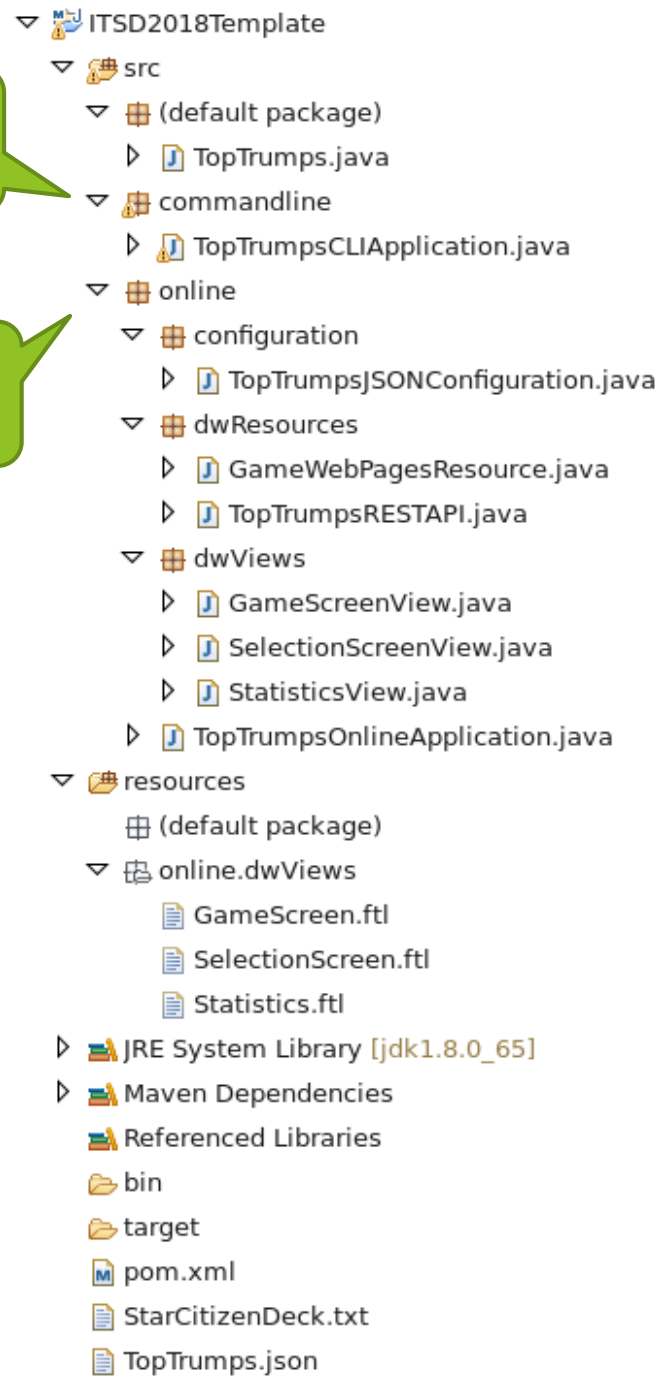 ITSD2018Template
src
(default package)
TopTrumps.java
commandline
TopTrumpsCLIApplication.java
online
configuration
TopTrumpsJSONConfiguration.java
dwResources
GameWebPagesResource.java
TopTrumpsRESTAPI.java
dwViews
GameScreenView.java
SelectionScreenView.java
StatisticsView.java
TopTrumpsOnlineApplication.java
resources
(default package)
online.dwViews
GameScreen.ftl
SelectionScreen.ftl
Statistics.ftl
JRE System Library [jdk1.8.0_65]
Maven Dependencies
Referenced Libraries
bin
target
pom.xml
StarCitizenDeck.txt
TopTrumps.json